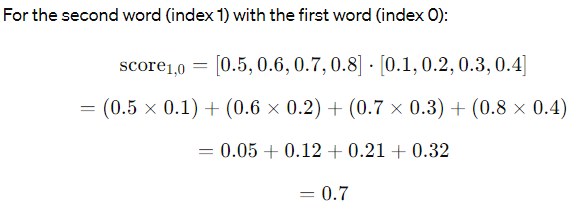 For the second word (index 1) with the first word (index 0):
score₁,₀ = [0.5, 0.6, 0.7, 0.8] · [0.1, 0.2, 0.3, 0.4]
= (0.5 × 0.1) + (0.6 × 0.2) + (0.7 × 0.3) + (0.8 × 0.4)
= 0.05 + 0.12 + 0.21 + 0.32
= 0.7